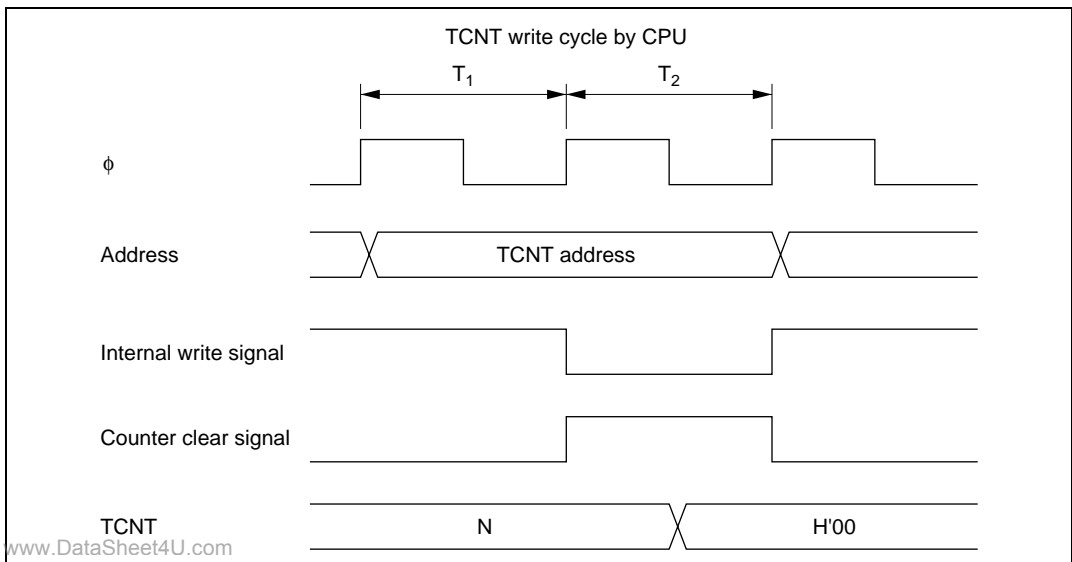 TCNT write cycle by CPU
T1 T2
ϕ
Address TCNT address
Internal write signal
Counter clear signal
TCNT N H'00
www.DataSheet4U.com